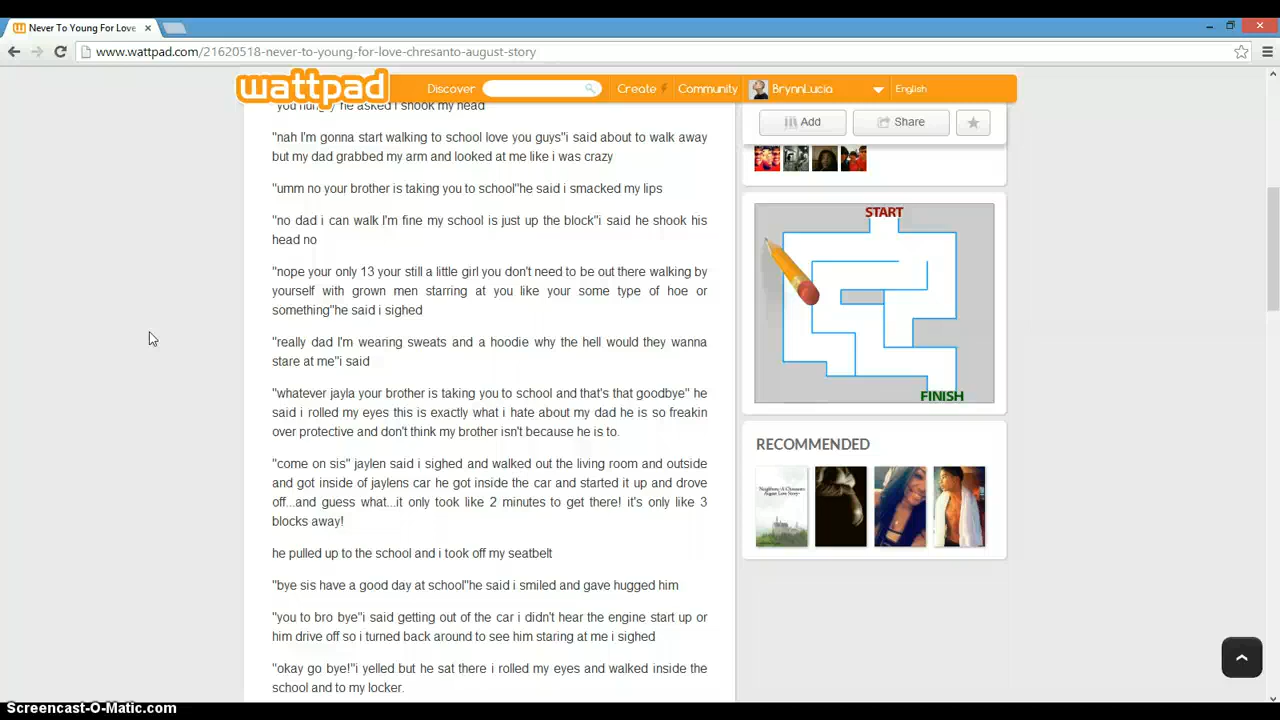 Never To Young For Love
www.wattpad.com/21620518-never-to-young-for-love-chresanto-august-story
wattpad
Discover
Create
Community
BrynnLucia
English
"you hungry"he asked i shook my head
"nah I'm gonna start walking to school love you guys"i said about to walk away
but my dad grabbed my arm and looked at me like i was crazy
"umm no your brother is taking you to school"he said i smacked my lips
"no dad i can walk I'm fine my school is just up the block"i said he shook his
head no
"nope your only 13 your still a little girl you don't need to be out there walking by
yourself with grown men starring at you like your some type of hoe or
something"he said i sighed
"really dad I'm wearing sweats and a hoodie why the hell would they wanna
stare at me"i said
"whatever jayla your brother is taking you to school and that's that goodbye" he
said i rolled my eyes this is exactly what i hate about my dad he is so freakin
over protective and don't think my brother isn't because he is to.
"come on sis" jaylen said i sighed and walked out the living room and outside
and got inside of jaylens car he got inside the car and started it up and drove
off...and guess what...it only took like 2 minutes to get there! it's only like 3
blocks away!
he pulled up to the school and i took off my seatbelt
"bye sis have a good day at school"he said i smiled and gave hugged him
"you to bro bye"i said getting out of the car i didn't hear the engine start up or
him drive off so i turned back around to see him staring at me i sighed
"okay go bye!"i yelled but he sat there i rolled my eyes and walked inside the
school and to my locker.
Add
Share
START
FINISH
RECOMMENDED
Screencast-O-Matic.com